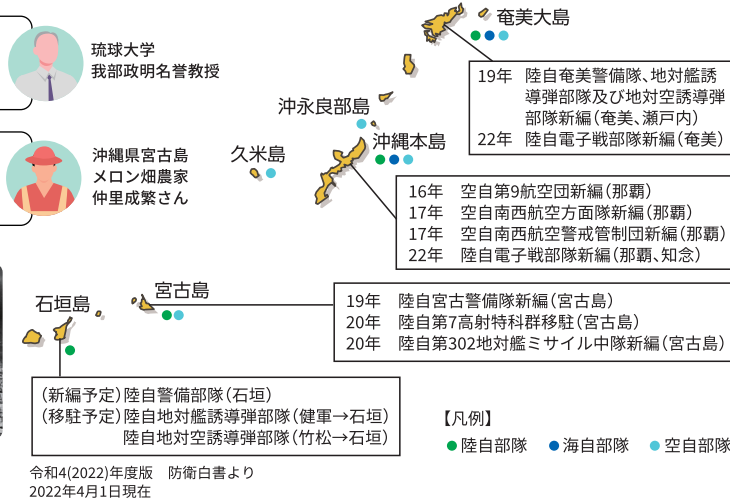 琉球大学
我部政明名誉教授
沖縄県宮古島
メロン畑農家
仲里成繁さん
奄美大島
19年 陸自奄美警備隊、地対艦誘
導弾部隊及び地対空誘導弾
部隊新編(奄美、瀬戸内)
22年 陸自電子戦部隊新編(奄美)
沖永良部島
沖縄本島
久米島
16年 空自第9航空団新編(那覇)
17年 空自南西航空方面隊新編(那覇)
17年 空自南西航空警戒管制団新編(那覇)
22年 陸自電子戦部隊新編(那覇、知念)
宮古島
石垣島
19年 陸自宮古警備隊新編(宮古島)
20年 陸自第7高射特科群移駐(宮古島)
20年 陸自第302地対艦ミサイル中隊新編(宮古島)
(新編予定)陸自警備部隊(石垣)
(移駐予定)陸自地対艦誘導弾部隊(健軍→石垣)
陸自地対空誘導弾部隊(竹松→石垣)
【凡例】
陸自部隊 海自部隊 空自部隊
令和4(2022)年度版 防衛白書より
2022年4月1日現在